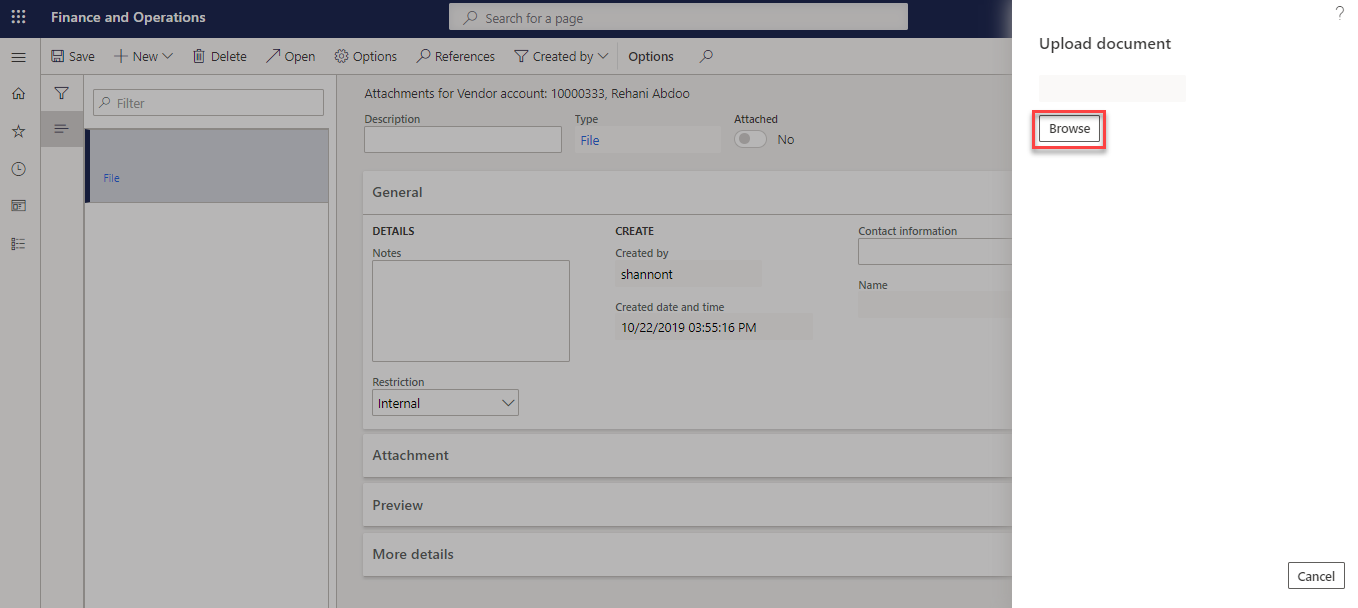 Finance and Operations
Search for a page
?
Save New Delete Open Options References Created by Options
Filter
File
Attachments for Vendor account: 10000333, Rehani Abdoo
Description
Type
File
Attached
No
General
DETAILS
Notes
Restriction
Internal
CREATE
Created by
shannont
Created date and time
10/22/2019 03:55:16 PM
Contact information
Name
Attachment
Preview
More details
Upload document
Browse
Cancel